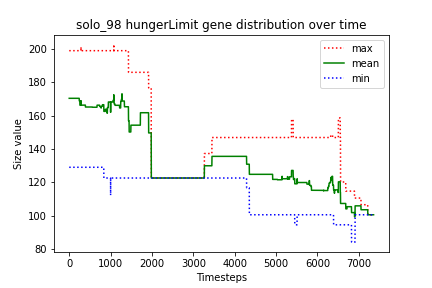 solo_98 hungerLimit gene distribution over time
max
mean
min
Size value
200
180
160
140
120
100
80
0 1000 2000 3000 4000 5000 6000 7000
Timesteps